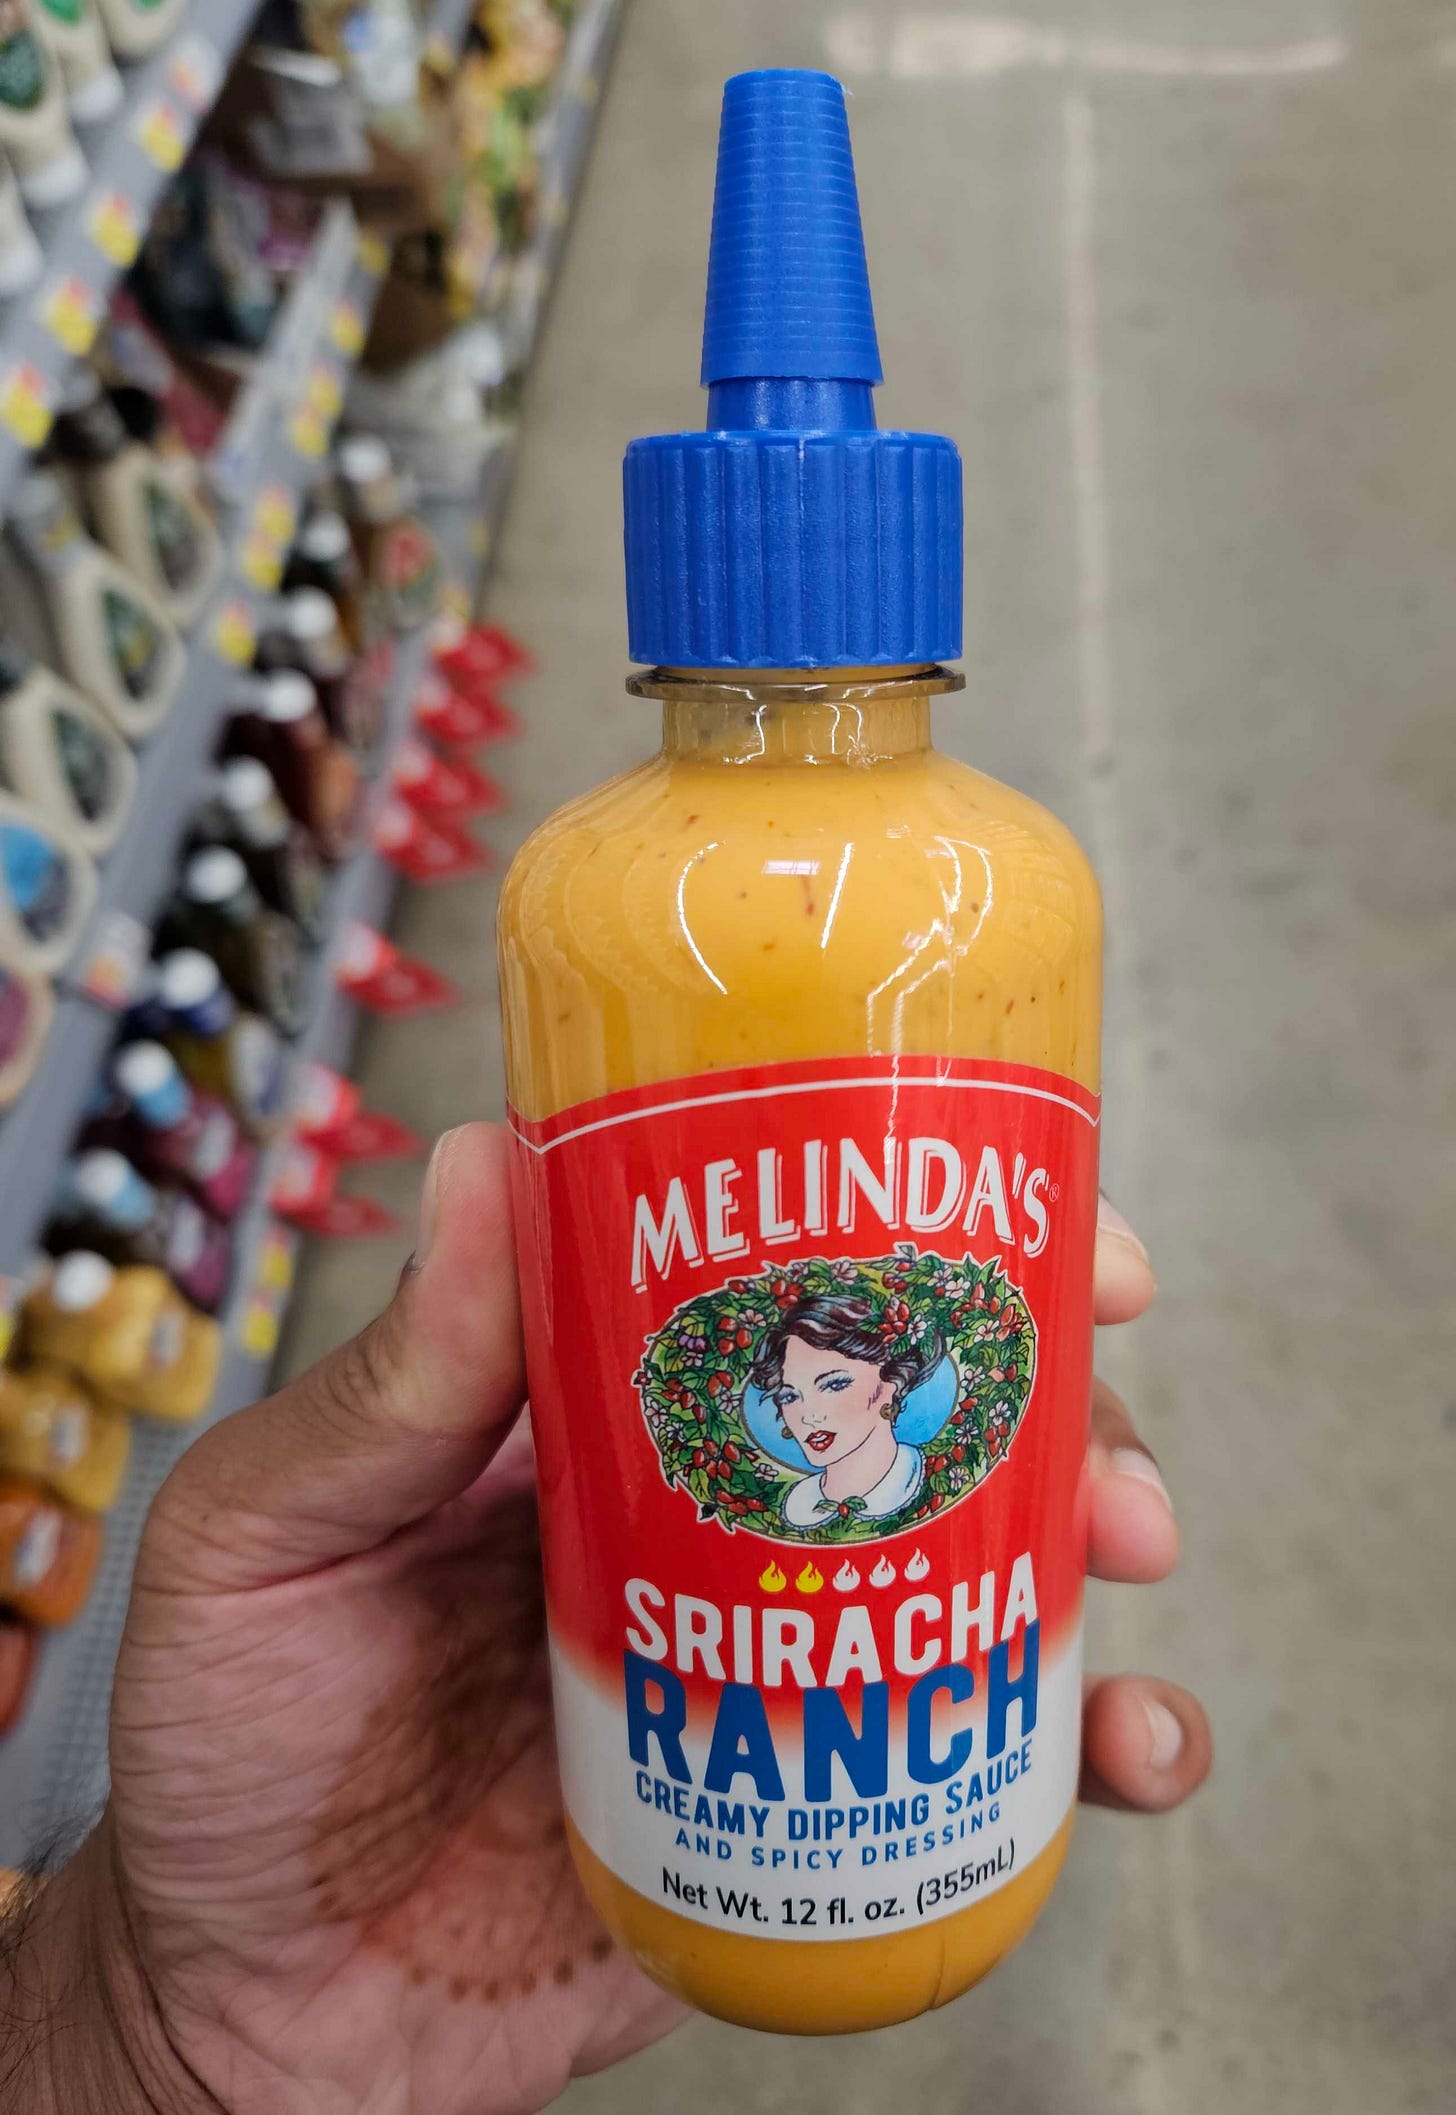 MELINDA'S®
SRIRACHA
RANCH
CREAMY DIPPING SAUCE
AND SPICY DRESSING
Net Wt. 12 fl. oz. (355mL)